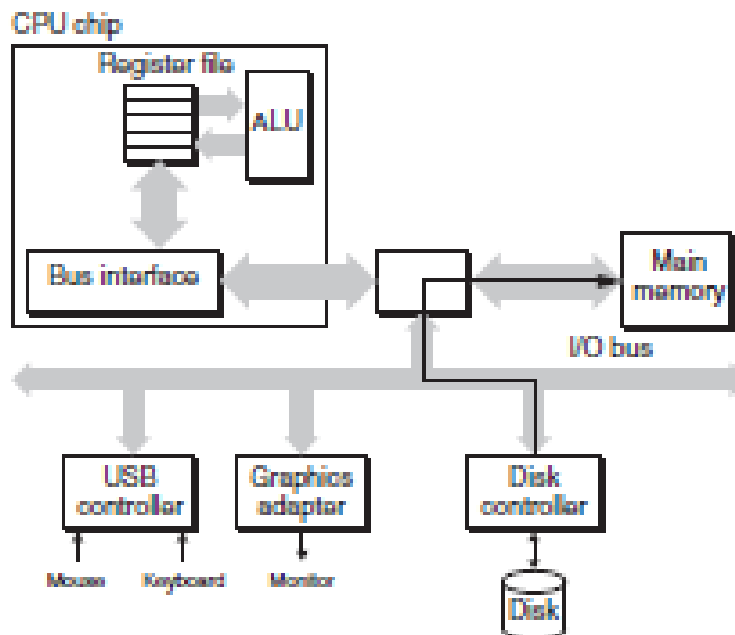 CPU chip
Register file
ALU
Bus interface
Main
memory
I/O bus
USB
controller
Graphics
adapter
Disk
controller
Mouse
Keyboard
Monitor
Disk